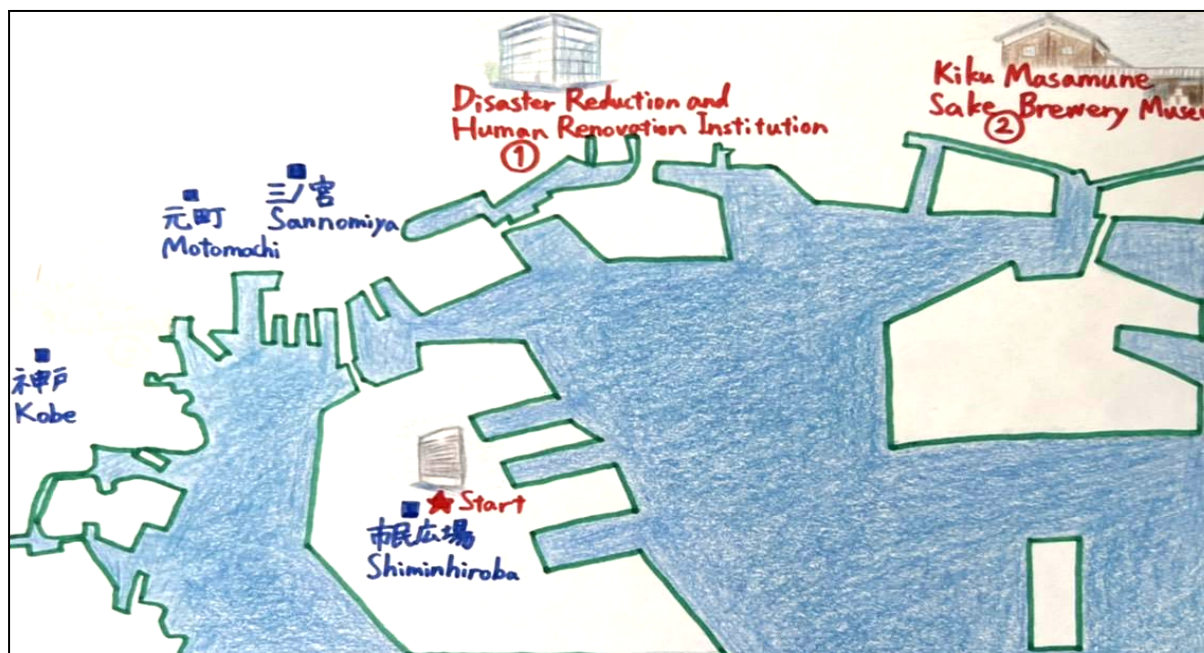 Disaster Reduction and
Human Renovation Institution
①
Kiku Masamune
Sake Brewery
②
三ノ宮
Sannomiya
元町
Motomachi
神戸
Kobe
Start
市民広場
Shiminhiroba